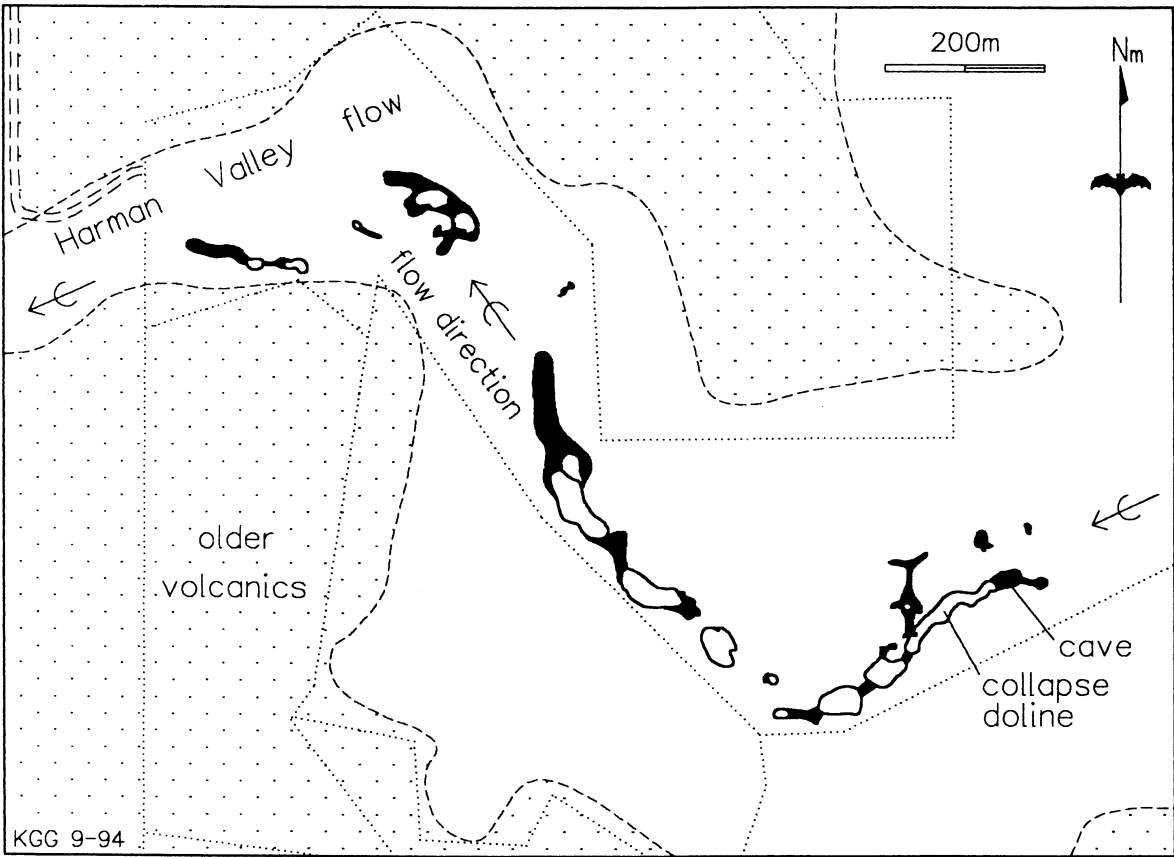 200m
Nm
Harman Valley flow
flow direction
older
volcanics
cave
collapse
doline
KGG 9-94